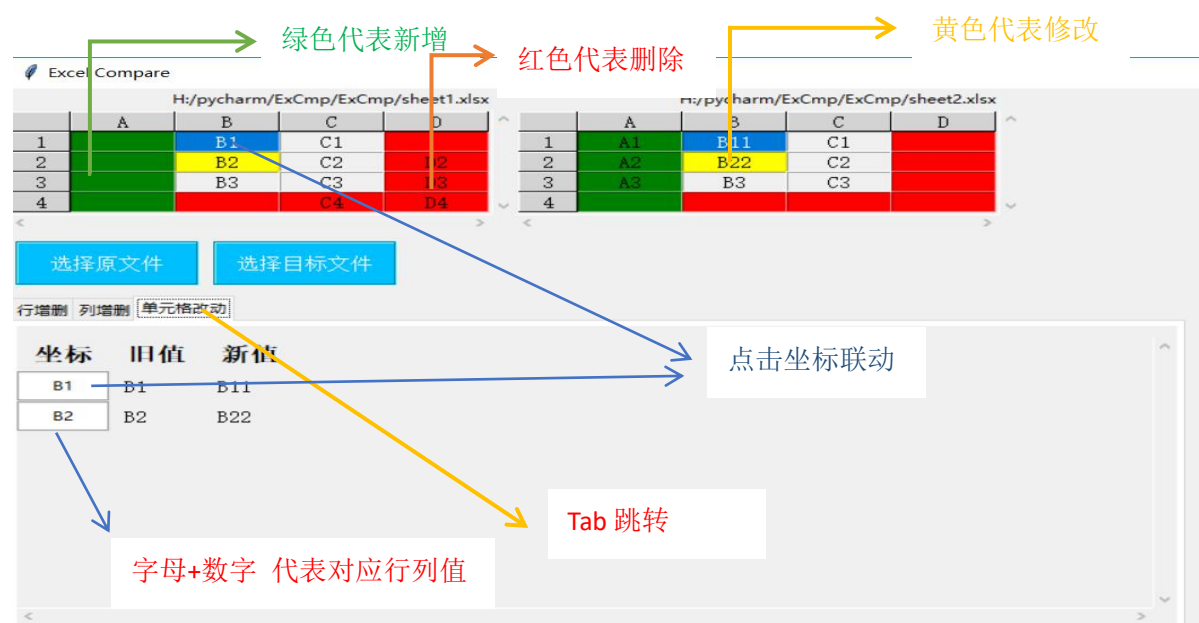 绿色代表新增
黄色代表修改
红色代表删除
Excel Compare
H:/pycharm/ExCmp/ExCmp/sheet1.xlsx
H:/pycharm/ExCmp/ExCmp/sheet2.xlsx
A B C D
A B C D
1 B1 C1
1 A1 B11 C1
2 B2 C2 D2
2 A2 B22 C2
3 B3 C3 D3
3 A3 B3 C3
4 C4 D4
4
选择原文件 选择目标文件
行增删 列增删 单元格改动
坐标 旧值 新值
点击坐标联动
B1 B1 B11
B2 B2 B22
Tab 跳转
字母+数字 代表对应行列值